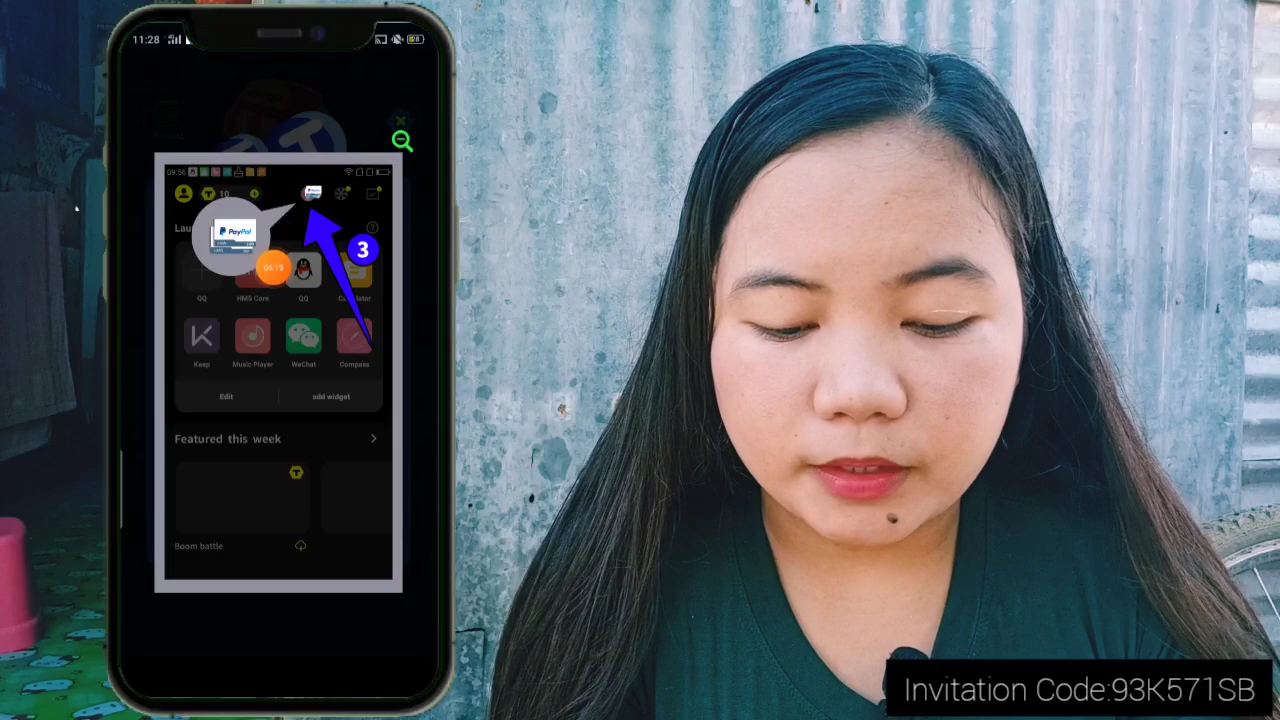 11:28
09:56
10
PayPal
3
06:19
QQ
HMS Core
QQ
Keep
Music Player
WeChat
Compass
Edit
add widget
Featured this week
Boom battle
Invitation Code:93K571SB